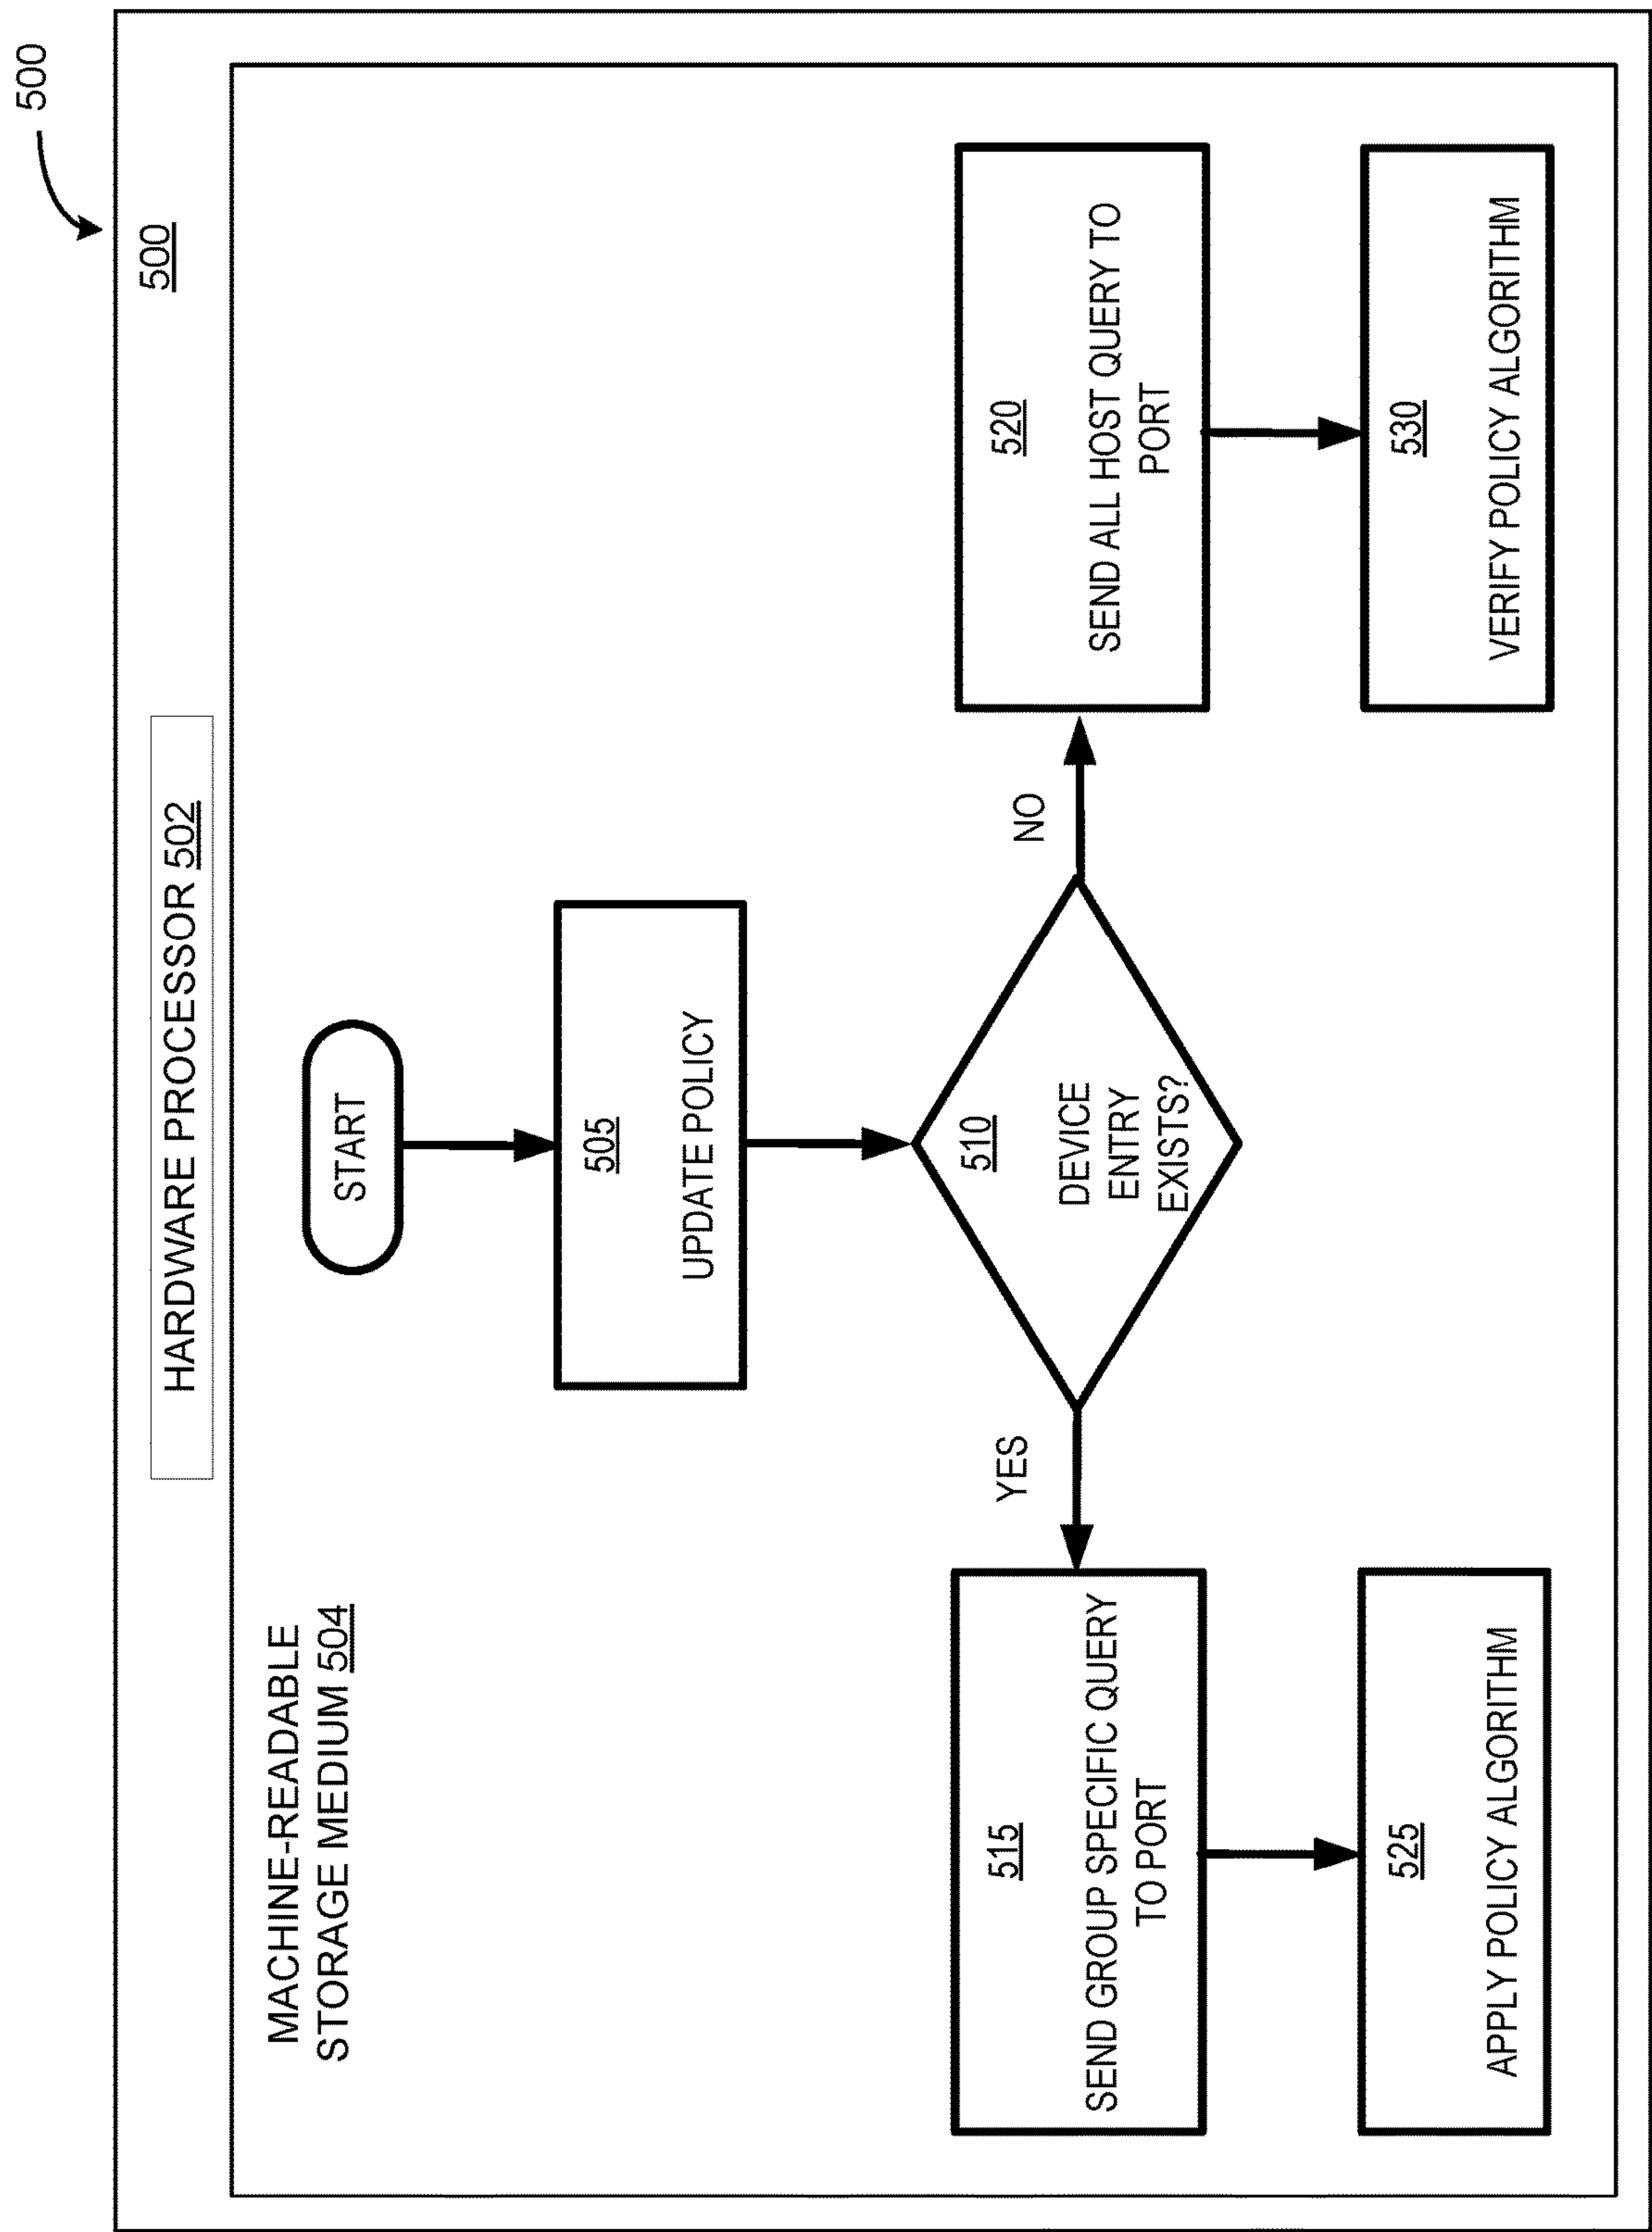 500
500
HARDWARE PROCESSOR 502
MACHINE-READABLE
STORAGE MEDIUM 504
START
505
UPDATE POLICY
510
DEVICE
ENTRY
EXISTS?
YES
NO
515
SEND GROUP SPECIFIC QUERY
TO PORT
520
SEND ALL HOST QUERY TO
PORT
525
APPLY POLICY ALGORITHM
530
VERIFY POLICY ALGORITHM